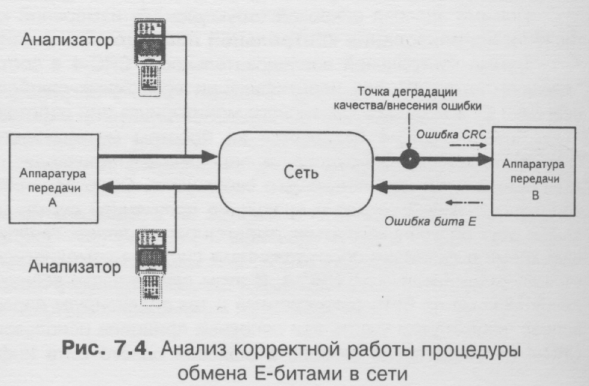 Анализатор
Точка деградации
качества/внесения ошибки
Ошибка CRC
Аппаратура
передачи
А
Сеть
Аппаратура
передачи
В
Ошибка бита Е
Анализатор
Рис. 7.4. Анализ корректной работы процедуры
обмена Е-битами в сети